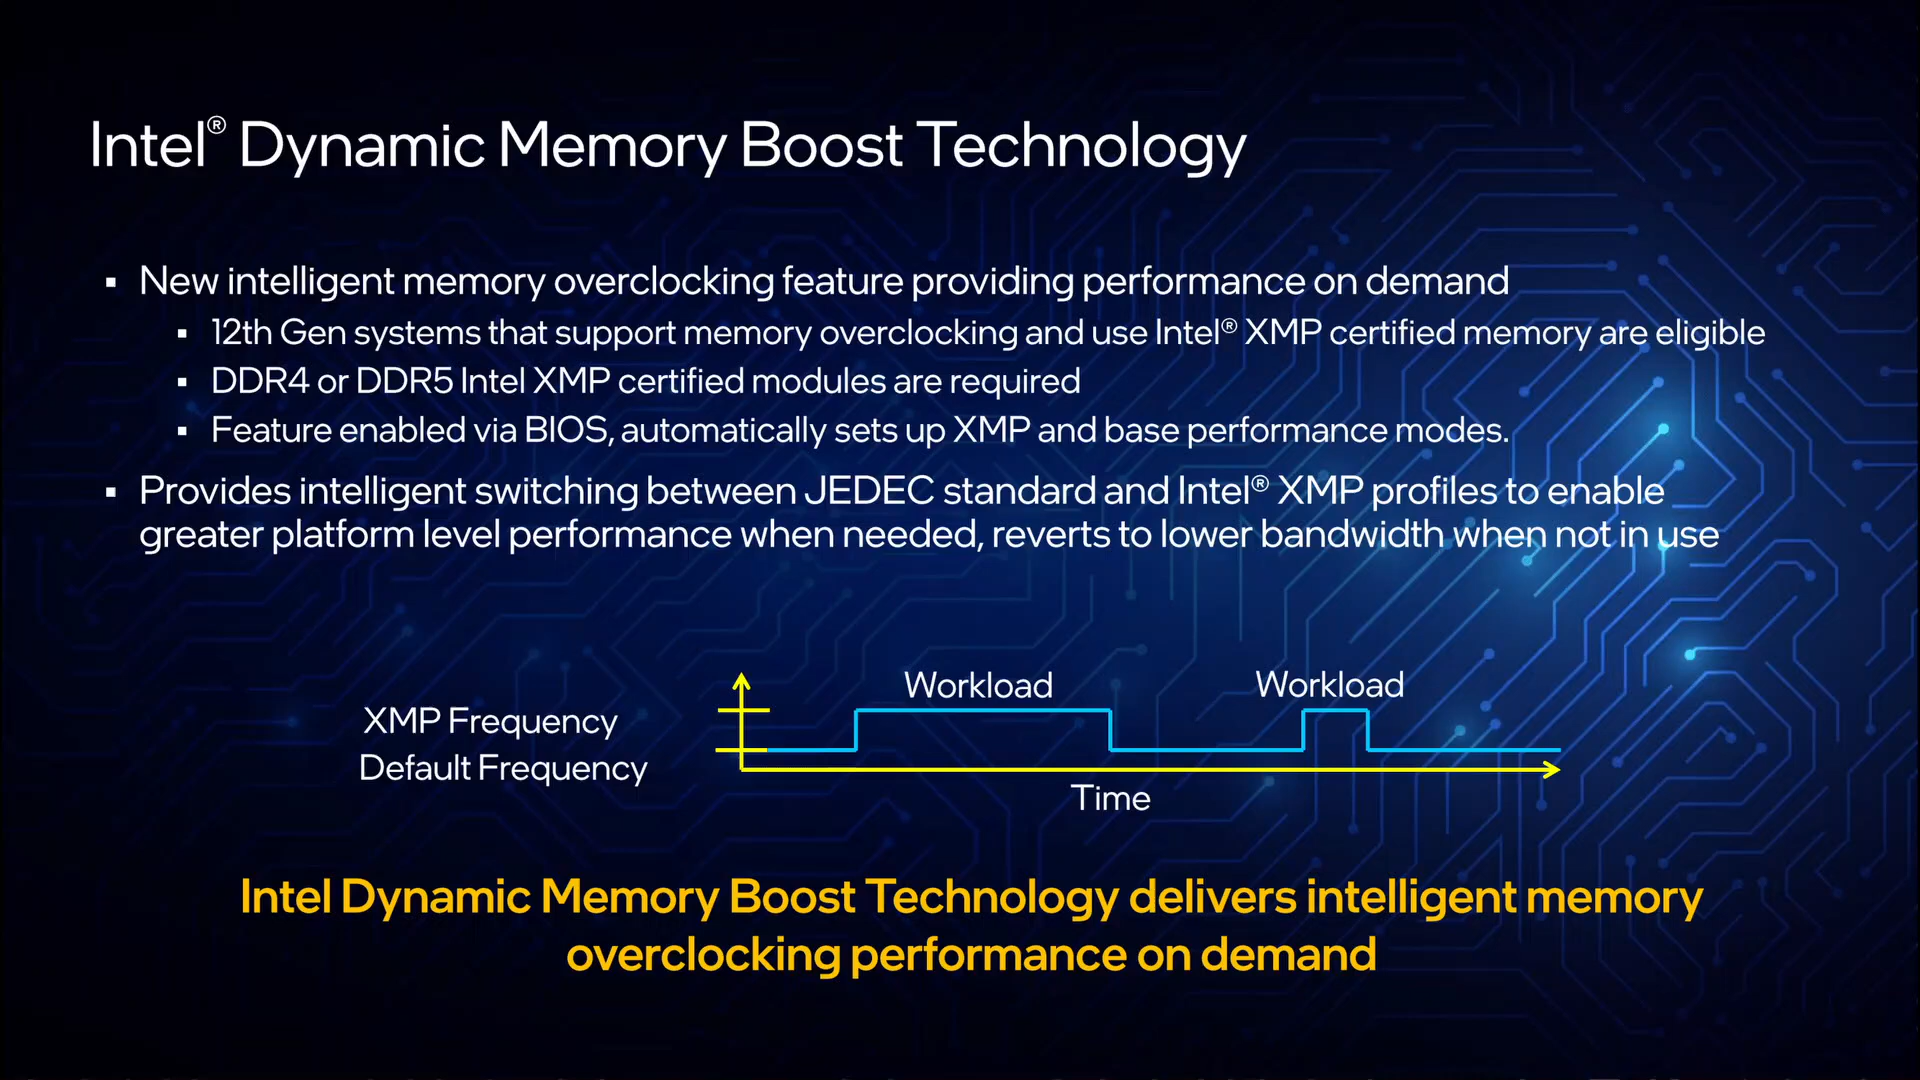 Intel® Dynamic Memory Boost Technology
▪ New intelligent memory overclocking feature providing performance on demand
▪ 12th Gen systems that support memory overclocking and use Intel® XMP certified memory are eligible
▪ DDR4 or DDR5 Intel XMP certified modules are required
▪ Feature enabled via BIOS, automatically sets up XMP and base performance modes.
▪ Provides intelligent switching between JEDEC standard and Intel® XMP profiles to enable
greater platform level performance when needed, reverts to lower bandwidth when not in use
Workload
Workload
XMP Frequency
Default Frequency
Time
Intel Dynamic Memory Boost Technology delivers intelligent memory
overclocking performance on demand